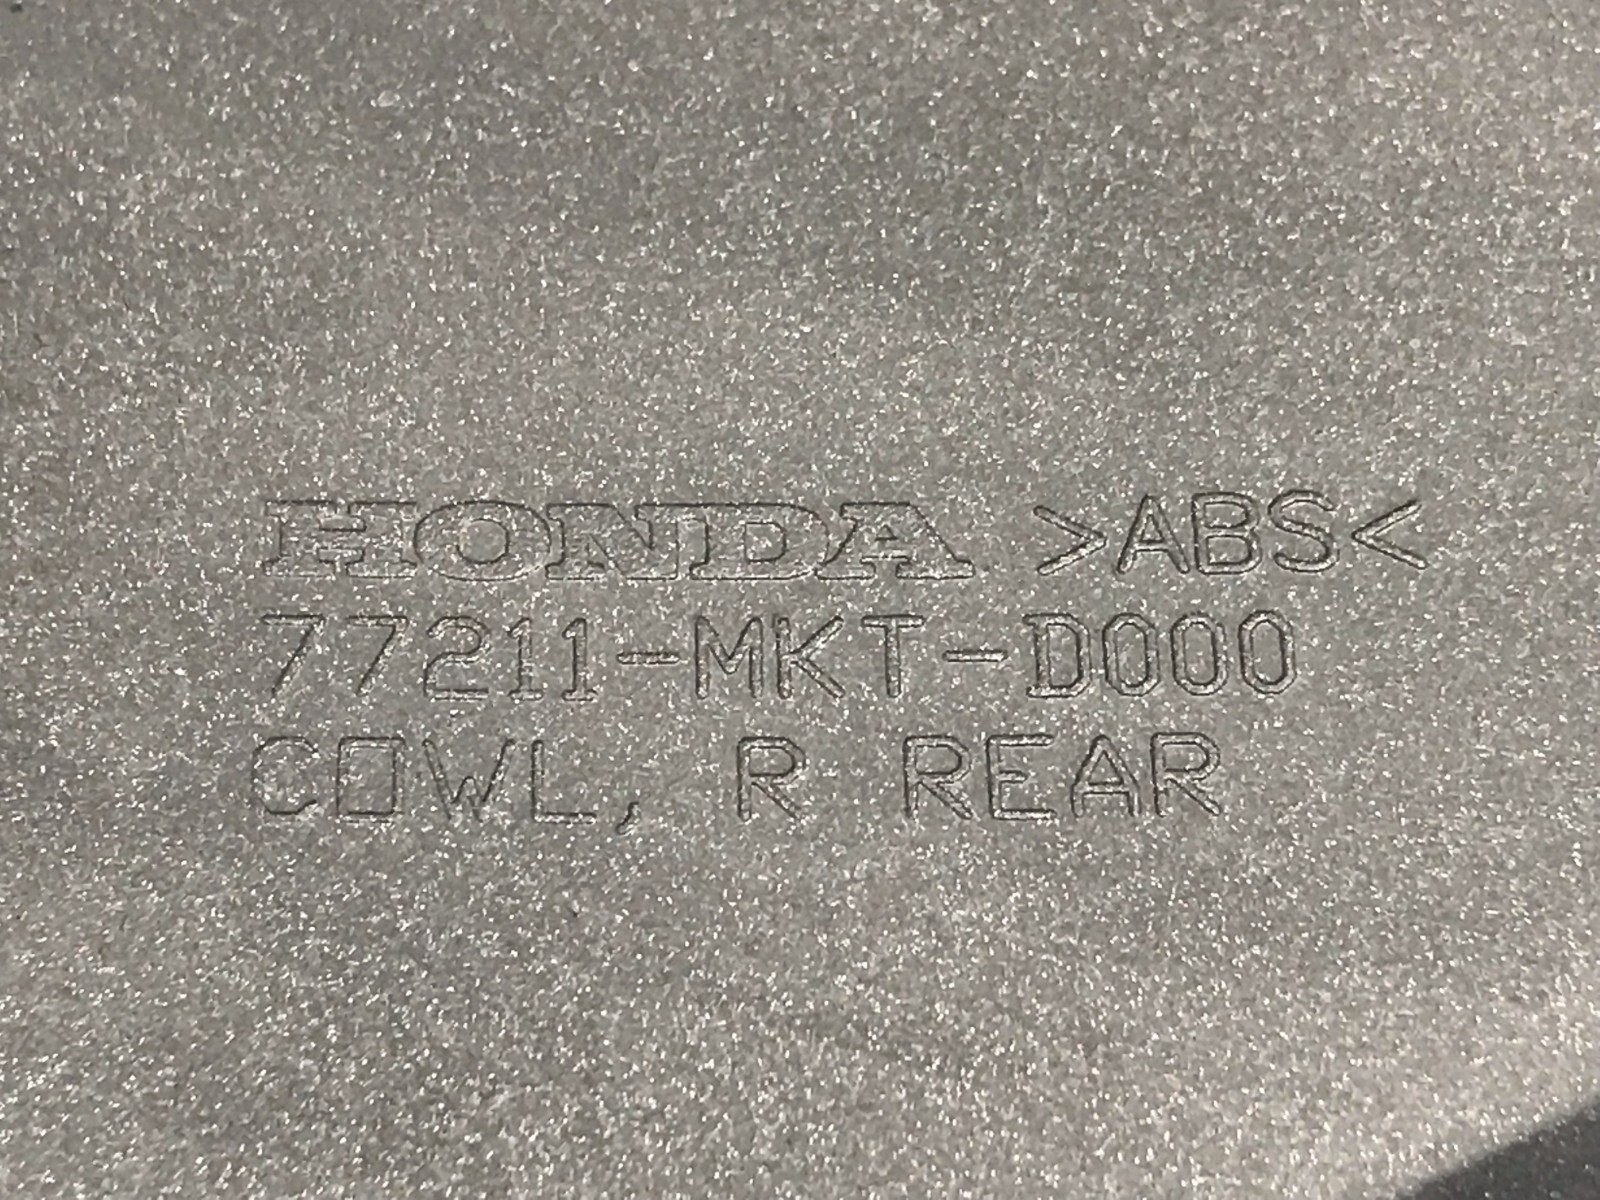 HONDA >ABS<
77211-MKT-D000
COWL, R REAR